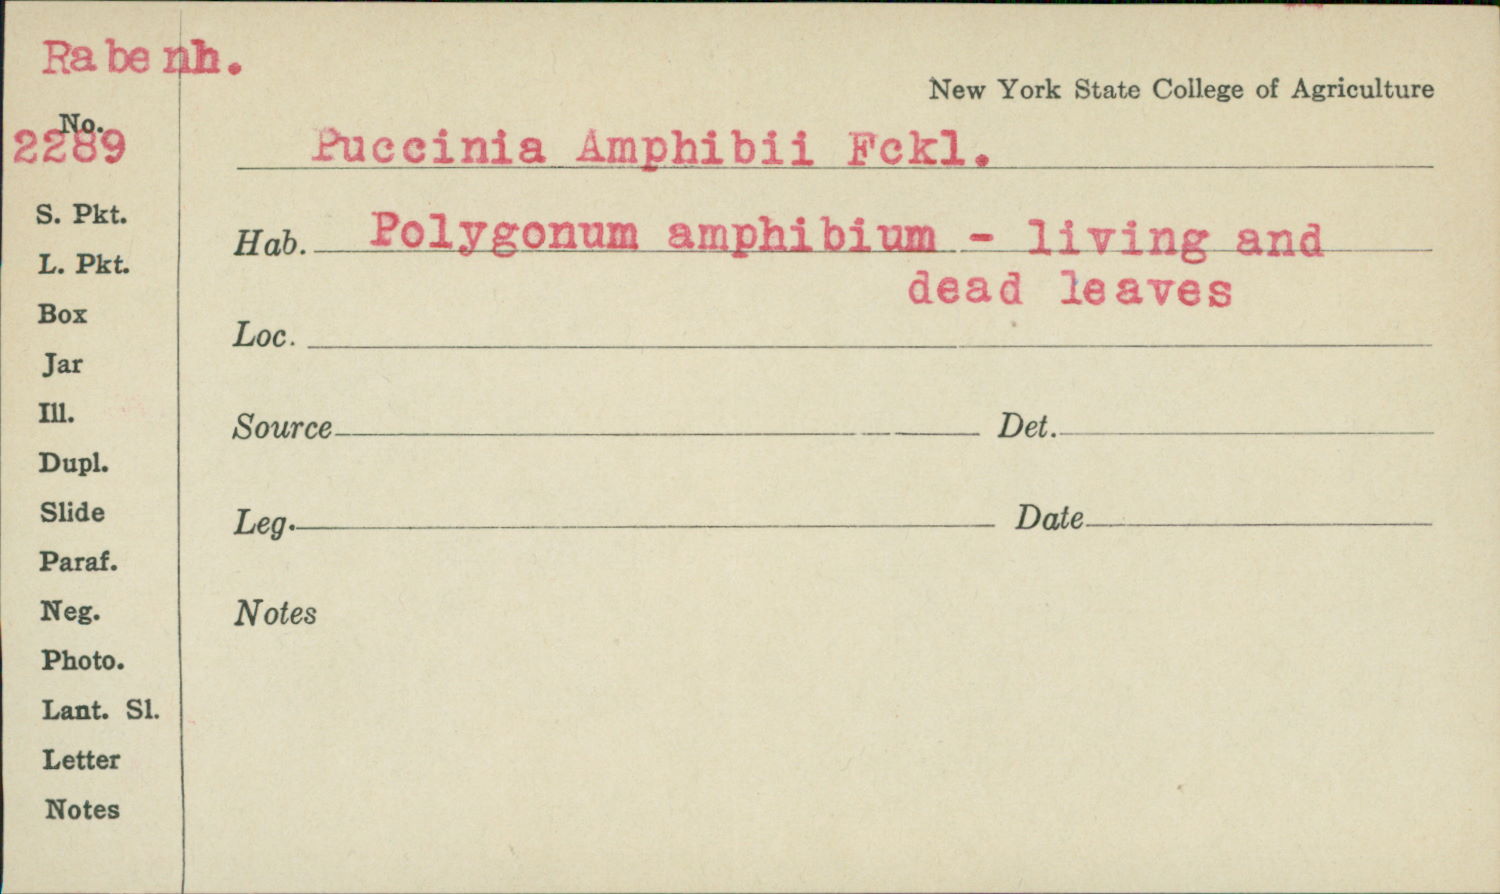 Rabenh.
New York State College of Agriculture
No.
2289
Puccinia Amphibii Fckl.
S. Pkt.
Hab. Polygonum amphibium - living and
L. Pkt.
dead leaves
Box
Loc.
Jar
Ill.
Source Det.
Dupl.
Slide
Leg. Date
Paraf.
Neg.
Notes
Photo.
Lant. Sl.
Letter
Notes